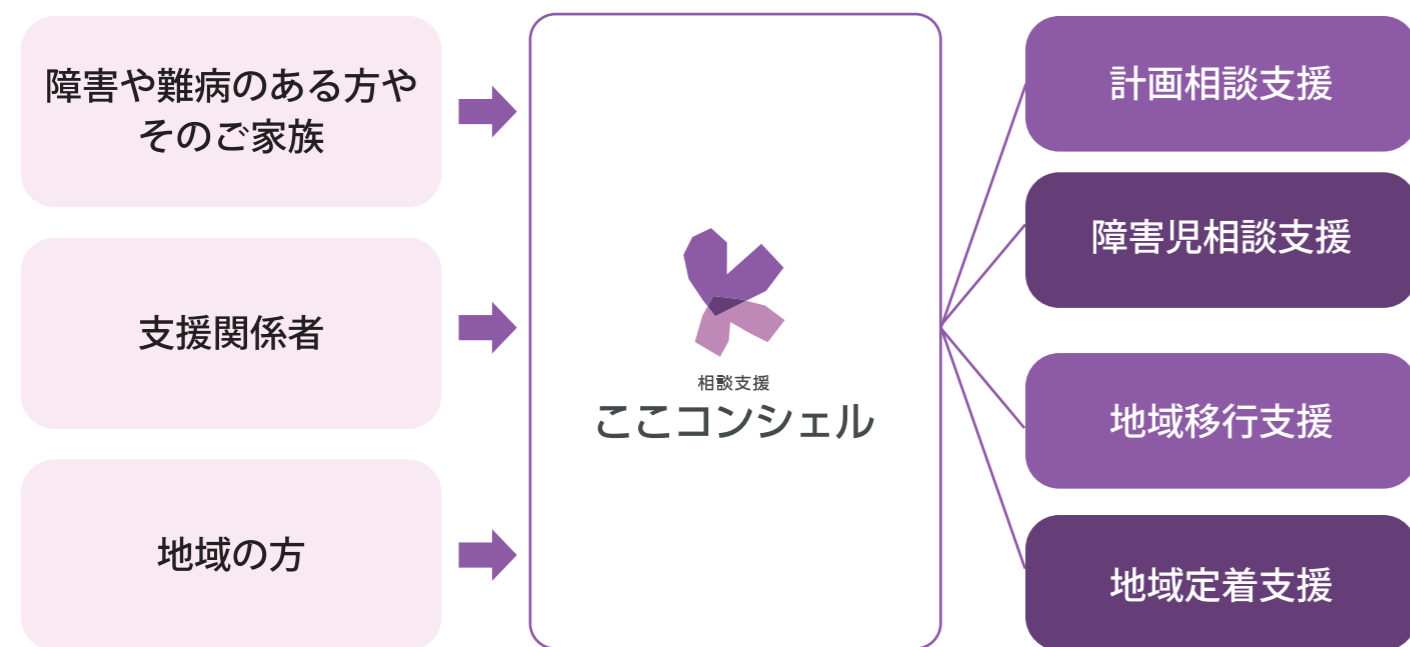 障害や難病のある方や
そのご家族
支援関係者
地域の方
相談支援
ここコンシェル
計画相談支援
障害児相談支援
地域移行支援
地域定着支援